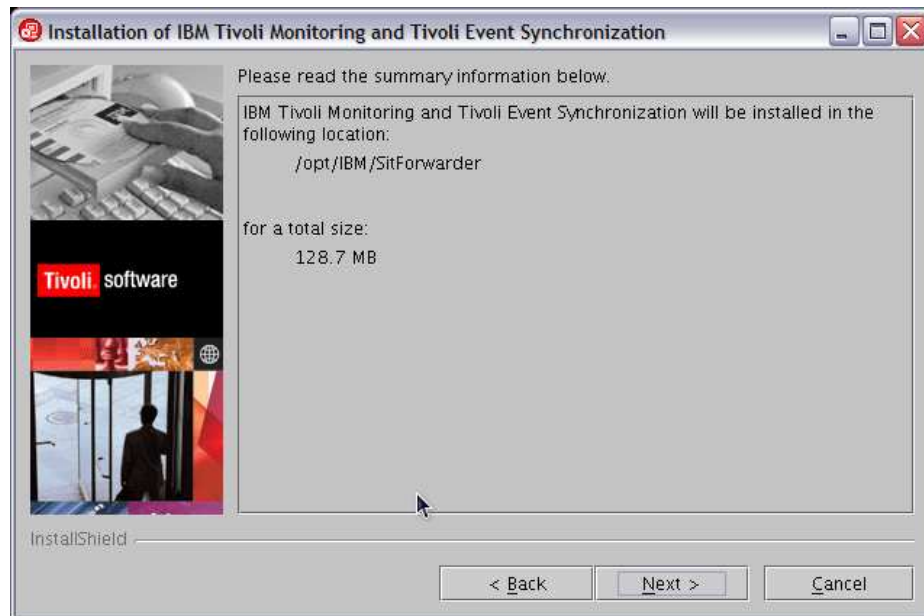 Installation of IBM Tivoli Monitoring and Tivoli Event Synchronization
Please read the summary information below.
IBM Tivoli Monitoring and Tivoli Event Synchronization will be installed in the
following location:
/opt/IBM/SitForwarder
for a total size:
128.7 MB
Tivoli. software
InstallShield
< Back
Next >
Cancel